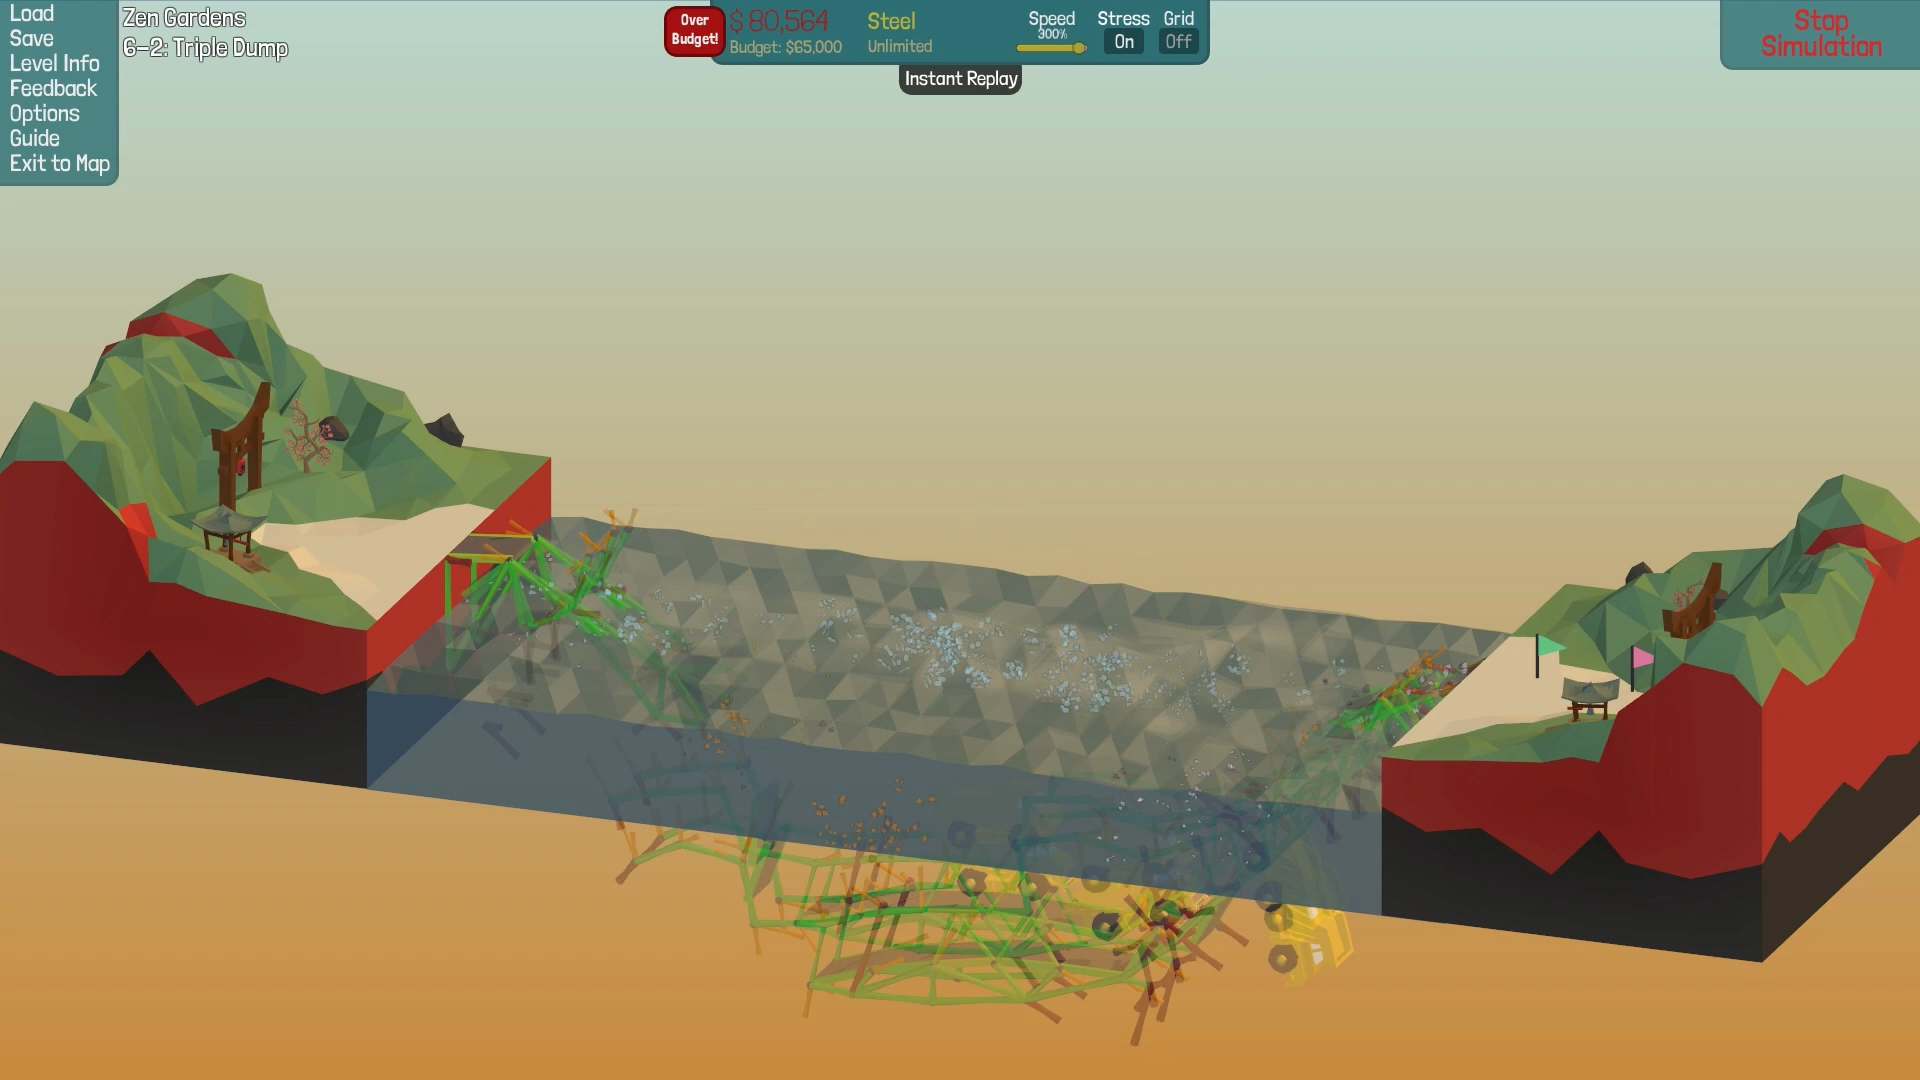 Load
Save
Level Info
Feedback
Options
Guide
Exit to Map
Zen Gardens
6-2: Triple Dump
Over
Budget!
$ 80,564
Budget: $65,000
Steel
Unlimited
Speed
300%
Stress
On
Grid
Off
Instant Replay
Stop
Simulation